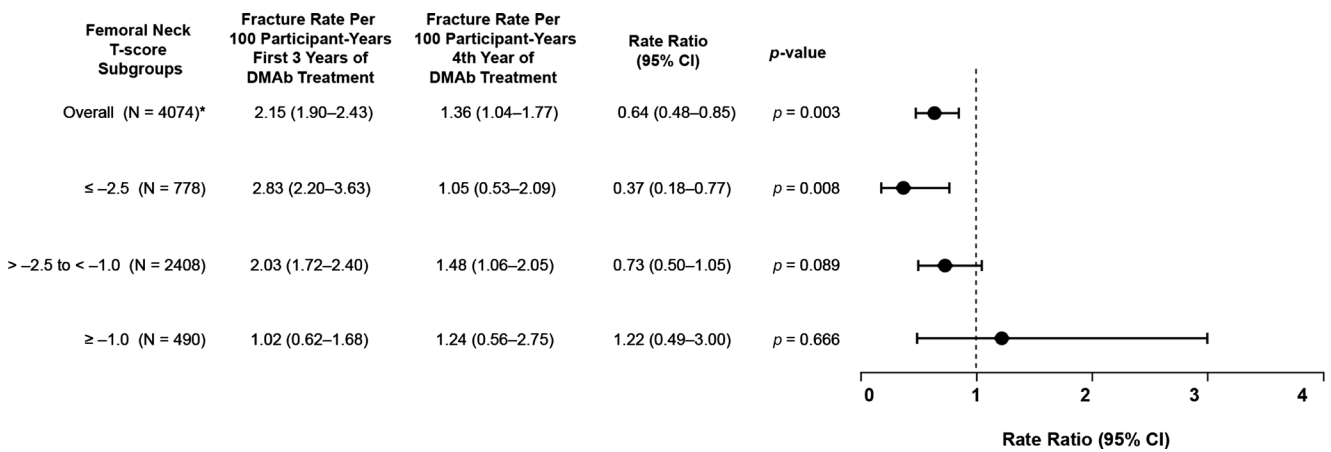 Femoral Neck
T-score
Subgroups
Fracture Rate Per
100 Participant-Years
First 3 Years of
DMAb Treatment
Fracture Rate Per
100 Participant-Years
4th Year of
DMAb Treatment
Rate Ratio
(95% CI)
p-value
Overall (N = 4074)* 2.15 (1.90–2.43) 1.36 (1.04–1.77) 0.64 (0.48–0.85) p = 0.003
≤ –2.5 (N = 778) 2.83 (2.20–3.63) 1.05 (0.53–2.09) 0.37 (0.18–0.77) p = 0.008
> –2.5 to < –1.0 (N = 2408) 2.03 (1.72–2.40) 1.48 (1.06–2.05) 0.73 (0.50–1.05) p = 0.089
≥ –1.0 (N = 490) 1.02 (0.62–1.68) 1.24 (0.56–2.75) 1.22 (0.49–3.00) p = 0.666
0 1 2 3 4
Rate Ratio (95% CI)